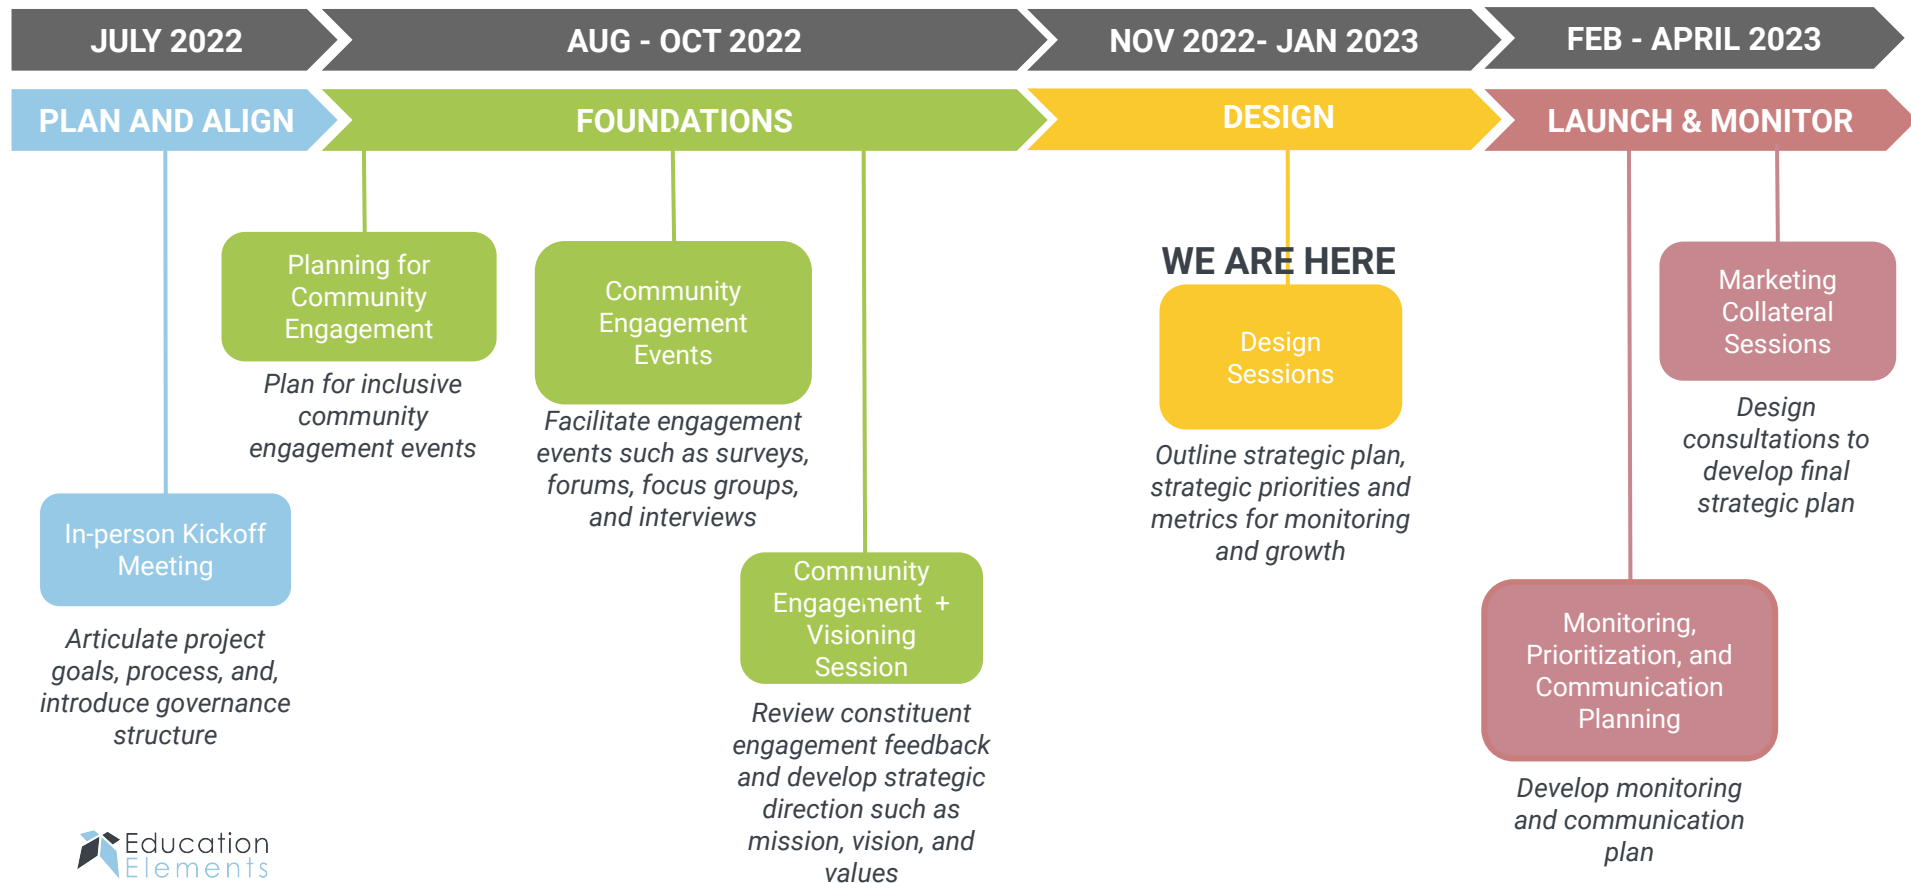 JULY 2022
AUG - OCT 2022
NOV 2022- JAN 2023
FEB - APRIL 2023
PLAN AND ALIGN
FOUNDATIONS
DESIGN
LAUNCH & MONITOR
In-person Kickoff
Meeting
Articulate project
goals, process, and,
introduce governance
structure
Planning for
Community
Engagement
Plan for inclusive
community
engagement events
Community
Engagement
Events
Facilitate engagement
events such as surveys,
forums, focus groups,
and interviews
Community
Engagement +
Visioning
Session
Review constituent
engagement feedback
and develop strategic
direction such as
mission, vision, and
values
WE ARE HERE
Design
Sessions
Outline strategic plan,
strategic priorities and
metrics for monitoring
and growth
Monitoring,
Prioritization, and
Communication
Planning
Develop monitoring
and communication
plan
Marketing
Collateral
Sessions
Design
consultations to
develop final
strategic plan
Education
Elements